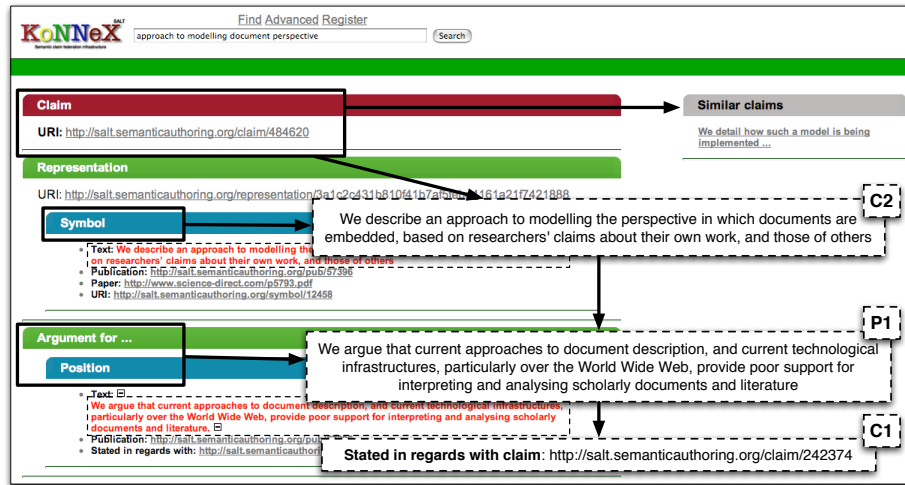 Find Advanced Register
SALT
KoNNeX
Semantic claim federation infrastructure
approach to modelling document perspective
Search
Claim
Similar claims
URI: http://salt.semanticauthoring.org/claim/484620
We detail how such a model is being
implemented ...
Representation
URI: http://salt.semanticauthoring.org/representation/3a1c2c431b810f41b7af5
161a21f7421888
C2
Symbol
We describe an approach to modelling the perspective in which documents are
embedded, based on researchers' claims about their own work, and those of others
Text: We describe an approach to modelling the
on researchers' claims about their own work, and those of others
Publication: http://salt.semanticauthoring.org/pub/57396
Paper: http://www.science-direct.com/p5793.pdf
URI: http://salt.semanticauthoring.org/symbol/12458
P1
Argument for ...
Position
We argue that current approaches to document description, and current technological
infrastructures, particularly over the World Wide Web, provide poor support for
interpreting and analysing scholarly documents and literature
Text:
We argue that current approaches to document description, and current technological infrastructures,
particularly over the World Wide Web, provide poor support for interpreting and analysing scholarly
documents and literature.
Publication: http://salt.semanticauthoring.org/pu
Stated in regards with: http://salt.semanticauthori
C1
Stated in regards with claim: http://salt.semanticauthoring.org/claim/242374